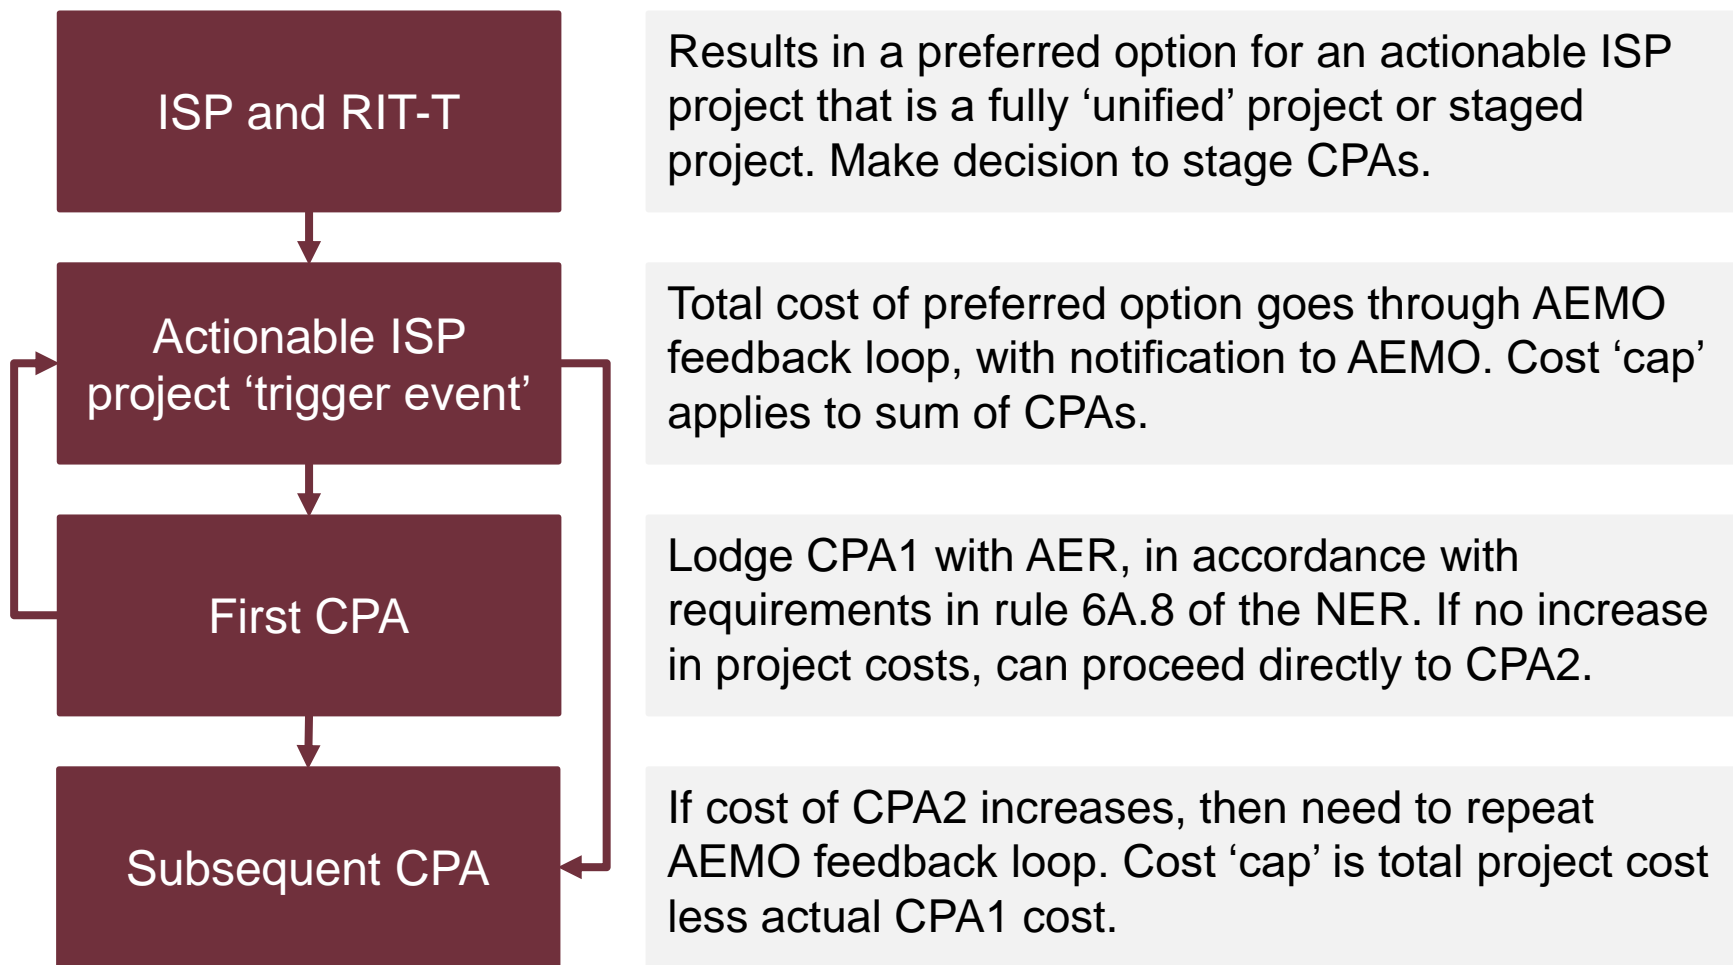 ISP and RIT-T
Results in a preferred option for an actionable ISP
project that is a fully ‘unified’ project or staged
project. Make decision to stage CPAs.
Actionable ISP
project ‘trigger event’
Total cost of preferred option goes through AEMO
feedback loop, with notification to AEMO. Cost ‘cap’
applies to sum of CPAs.
First CPA
Lodge CPA1 with AER, in accordance with
requirements in rule 6A.8 of the NER. If no increase
in project costs, can proceed directly to CPA2.
Subsequent CPA
If cost of CPA2 increases, then need to repeat
AEMO feedback loop. Cost ‘cap’ is total project cost
less actual CPA1 cost.